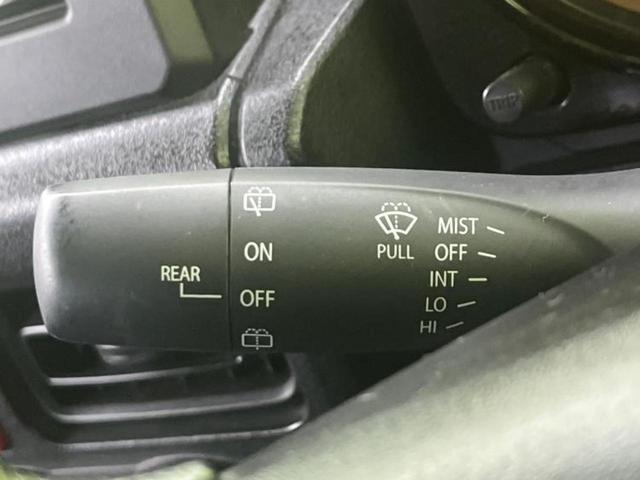 TRIP
MIST
PULL OFF
ON
INT
REAR
OFF
LO
HI